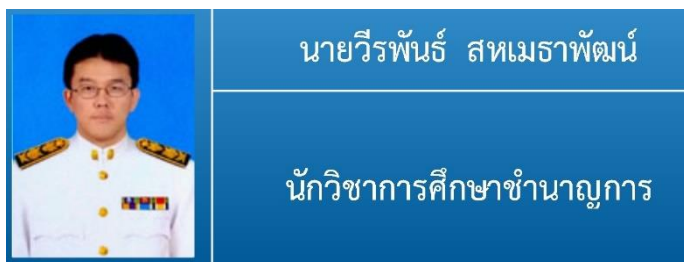 นายวีรพันธ์ สหเมธาพัฒน์
นักวิชาการศึกษาชำนาญการ